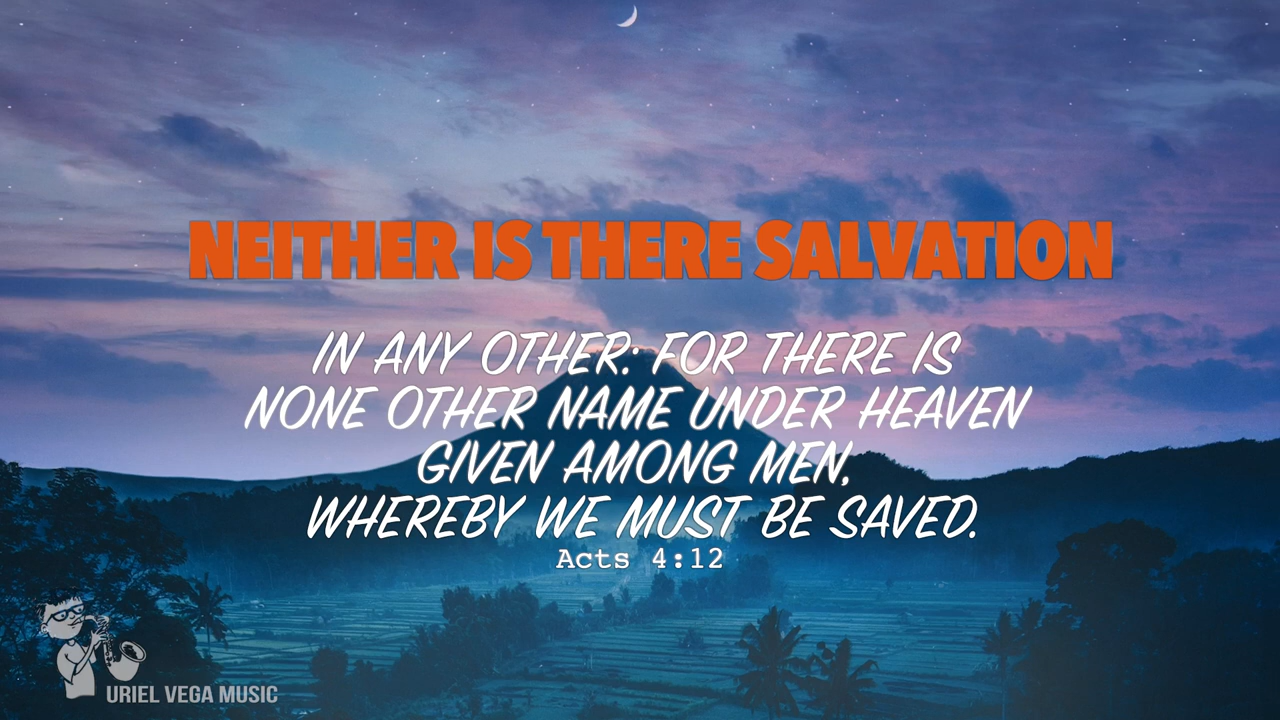 NEITHER IS THERE SALVATION
IN ANY OTHER: FOR THERE IS
NONE OTHER NAME UNDER HEAVEN
GIVEN AMONG MEN,
WHEREBY WE MUST BE SAVED.
Acts 4:12
URIEL VEGA MUSIC